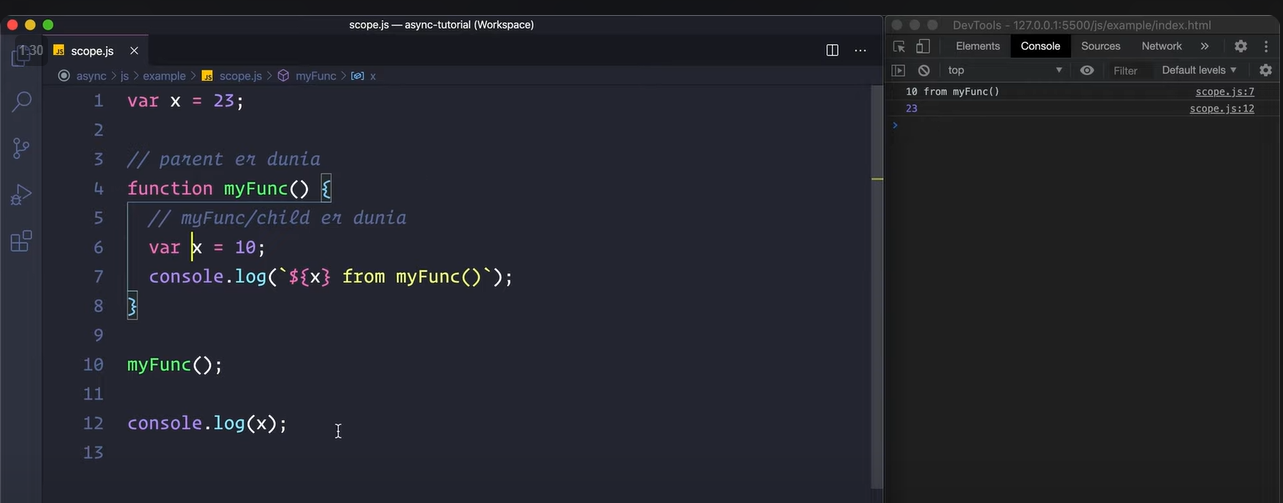 scope.js — async-tutorial (Workspace)
1:30
JS scope.js ×
async > js > example > JS scope.js > myFunc > x
1 var x = 23;
2
3 // parent er dunia
4 function myFunc() {
5 // myFunc/child er dunia
6 var x = 10;
7 console.log(`${x} from myFunc()`);
8 }
9
10 myFunc();
11
12 console.log(x);
13
DevTools - 127.0.0.1:5500/js/example/index.html
Elements Console Sources Network »
top Filter Default levels
10 from myFunc() scope.js:7
23 scope.js:12